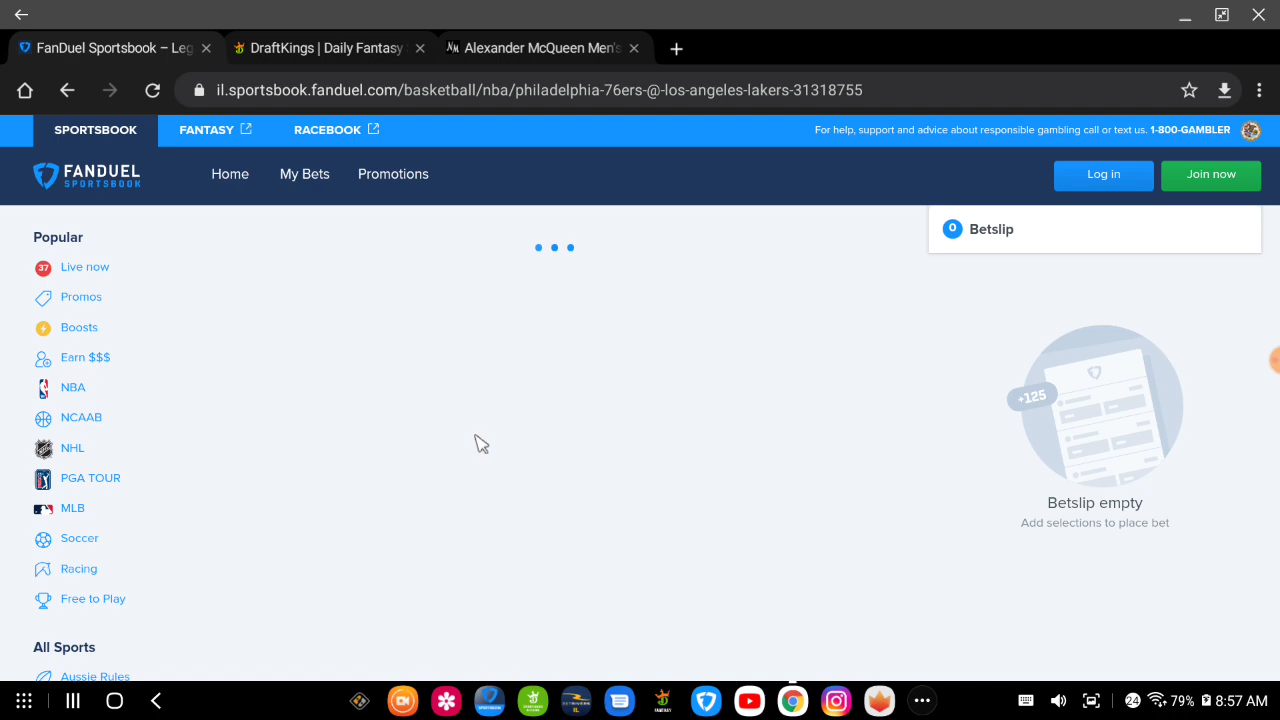 FanDuel Sportsbook – Leg
DraftKings | Daily Fantasy
Alexander McQueen Men's
il.sportsbook.fanduel.com/basketball/nba/philadelphia-76ers-@-los-angeles-lakers-31318755
SPORTSBOOK
FANTASY
RACEBOOK
For help, support and advice about responsible gambling call or text us. 1-800-GAMBLER
FANDUEL
SPORTSBOOK
Home
My Bets
Promotions
Log in
Join now
Popular
37 Live now
Promos
Boosts
Earn $$$
NBA
NCAAB
NHL
PGA TOUR
MLB
Soccer
Racing
Free to Play
All Sports
Aussie Rules
0 Betslip
+125
Betslip empty
Add selections to place bet
24
79%
8:57 AM